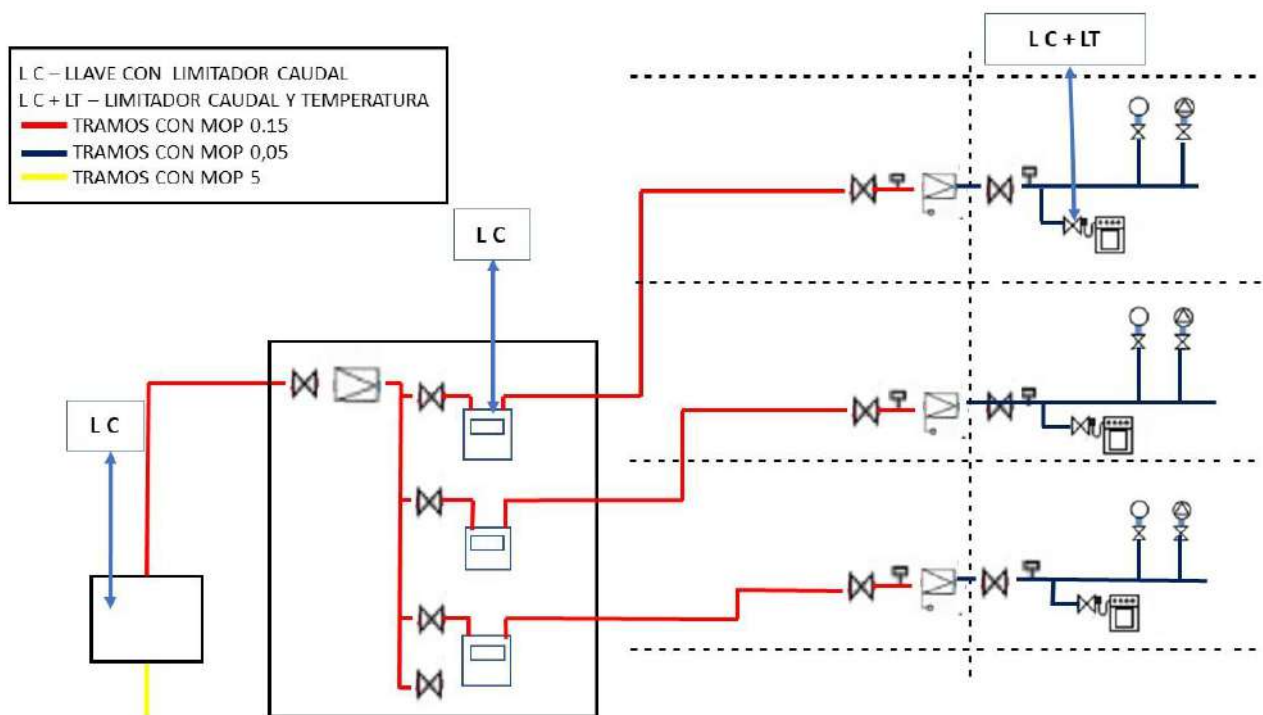 L C – LLAVE CON LIMITADOR CAUDAL
L C + LT – LIMITADOR CAUDAL Y TEMPERATURA
TRAMOS CON MOP 0.15
TRAMOS CON MOP 0,05
TRAMOS CON MOP 5
L C + LT
L C
L C